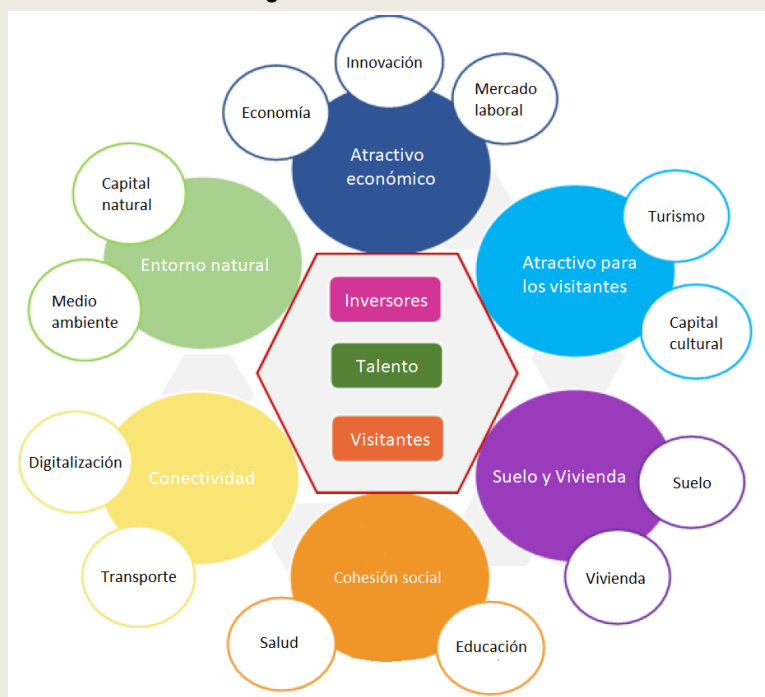 Innovación
Economía
Mercado
laboral
Atractivo
económico
Capital
natural
Entorno natural
Medio
ambiente
Turismo
Atractivo para
los visitantes
Capital
cultural
Inversores
Talento
Visitantes
Digitalización
Conectividad
Transporte
Suelo y Vivienda
Suelo
Vivienda
Cohesión social
Salud
Educación